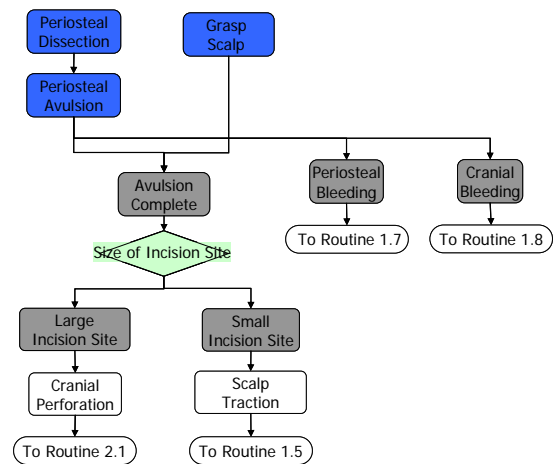 Periosteal
Dissection
Grasp
Scalp
Periosteal
Avulsion
Avulsion
Complete
Periosteal
Bleeding
Cranial
Bleeding
To Routine 1.7
To Routine 1.8
Size of Incision Site
Large
Incision Site
Small
Incision Site
Cranial
Perforation
Scalp
Traction
To Routine 2.1
To Routine 1.5